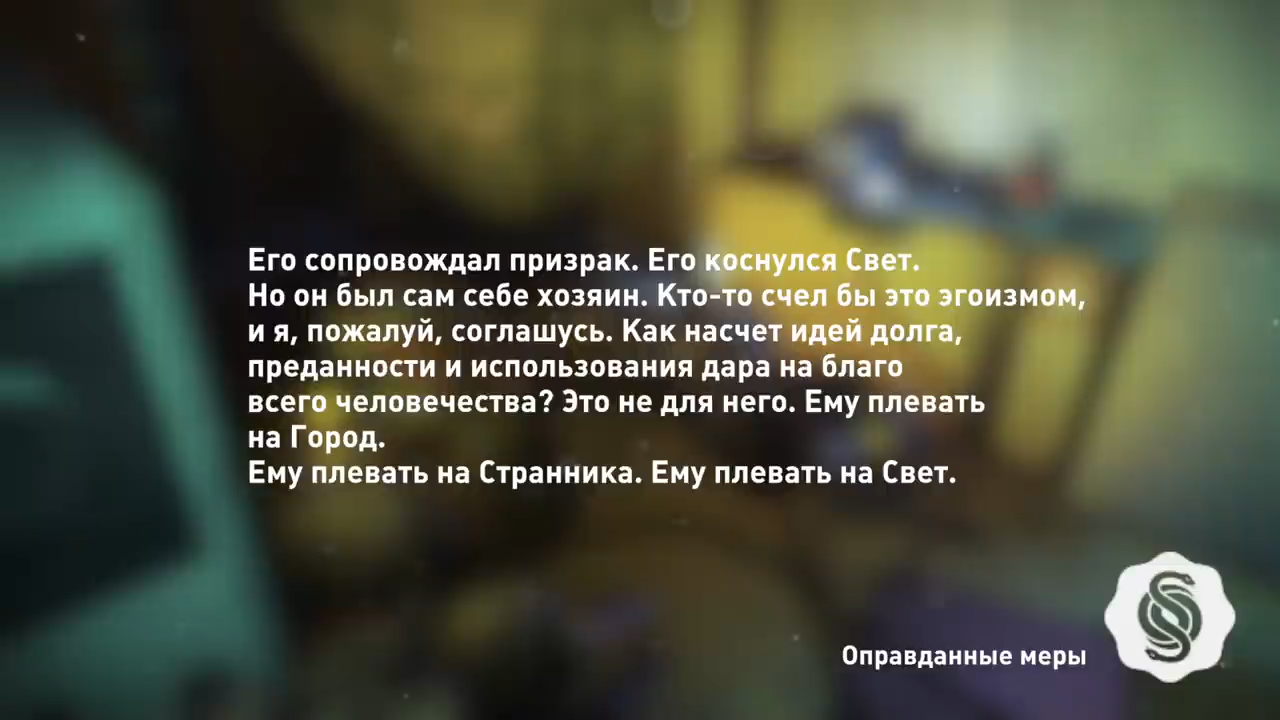 Его сопровождал призрак. Его коснулся Свет.
Но он был сам себе хозяин. Кто-то счел бы это эгоизмом,
и я, пожалуй, соглашусь. Как насчет идей долга,
преданности и использования дара на благо
всего человечества? Это не для него. Ему плевать
на Город.
Ему плевать на Странника. Ему плевать на Свет.
Оправданные меры